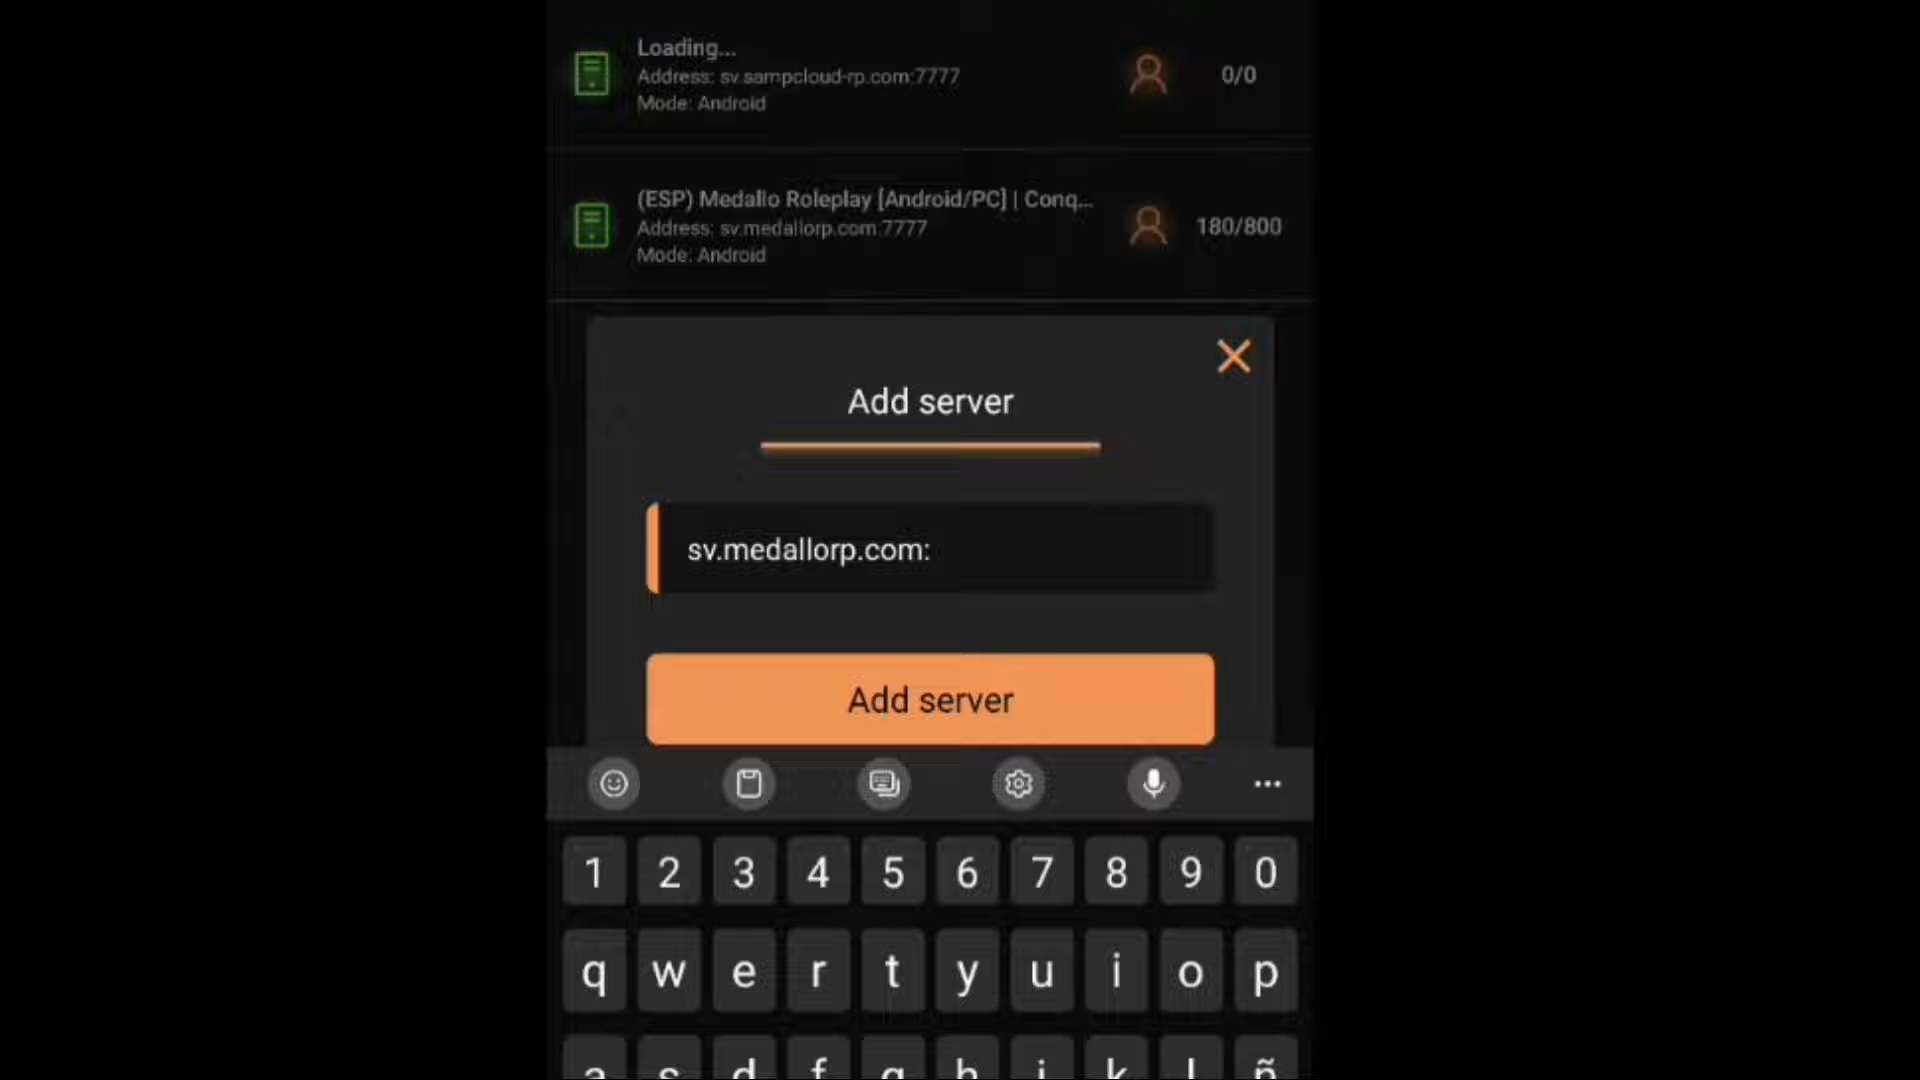 Loading...
Address: sv.sampcloud-rp.com:7777
0/0
Mode: Android
(ESP) Medallo Roleplay [Android/PC] | Conq...
Address: sv.medallorp.com:7777
180/800
Mode: Android
Add server
sv.medallorp.com:
Add server
1 2 3 4 5 6 7 8 9 0
q w e r t y u i o p
a s d f g h j k l ñ